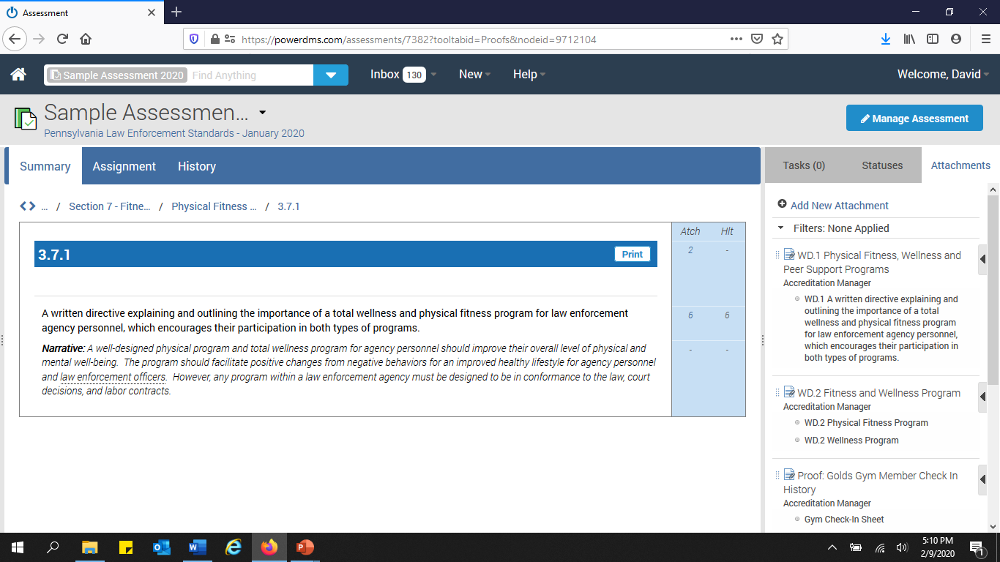 Assessment
https://powerdms.com/assessments/7382?tooltabid=Proofs&nodeid=9712104
Sample Assessment 2020 Find Anything
Inbox 130 New Help Welcome, David
Sample Assessmen...
Pennsylvania Law Enforcement Standards - January 2020
Manage Assessment
Summary Assignment History
... / Section 7 - Fitne... / Physical Fitness ... / 3.7.1
Atch Hlt
3.7.1 Print
2 -
A written directive explaining and outlining the importance of a total wellness and physical fitness program for law enforcement
agency personnel, which encourages their participation in both types of programs.
6 6
Narrative: A well-designed physical program and total wellness program for agency personnel should improve their overall level of physical and
mental well-being. The program should facilitate positive changes from negative behaviors for an improved healthy lifestyle for agency personnel
and law enforcement officers. However, any program within a law enforcement agency must be designed to be in conformance to the law, court
decisions, and labor contracts.
- -
Tasks (0) Statuses Attachments
Add New Attachment
Filters: None Applied
WD.1 Physical Fitness, Wellness and
Peer Support Programs
Accreditation Manager
WD.1 A written directive explaining and
outlining the importance of a total
wellness and physical fitness program
for law enforcement agency personnel,
which encourages their participation in
both types of programs.
WD.2 Fitness and Wellness Program
Accreditation Manager
WD.2 Physical Fitness Program
WD.2 Wellness Program
Proof: Golds Gym Member Check In
History
Accreditation Manager
Gym Check-In Sheet
5:10 PM
2/9/2020
1